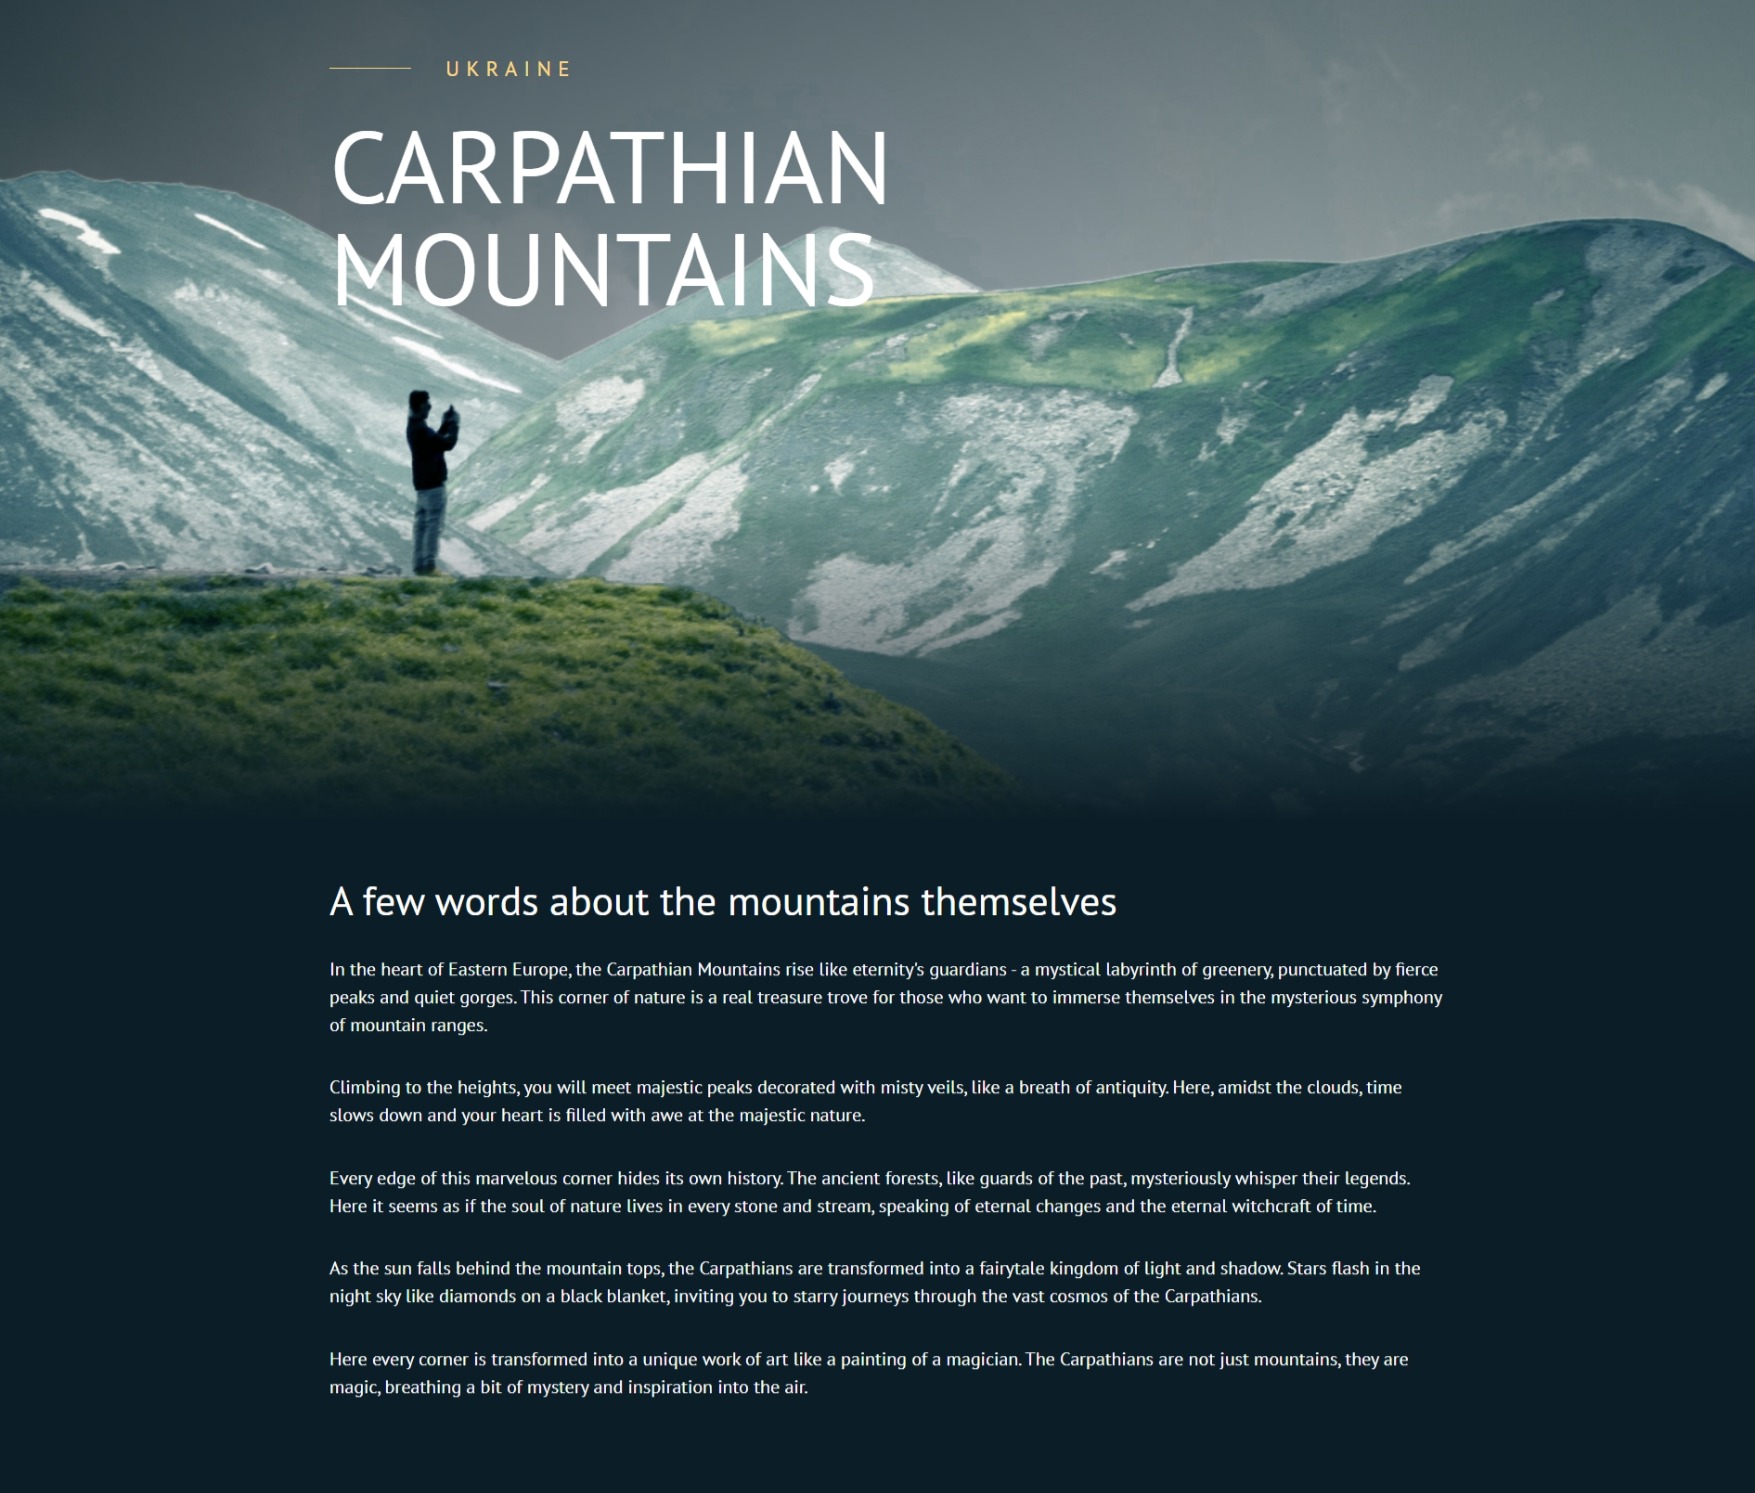 UKRAINE
CARPATHIAN
MOUNTAINS
A few words about the mountains themselves
In the heart of Eastern Europe, the Carpathian Mountains rise like eternity's guardians - a mystical labyrinth of greenery, punctuated by fierce
peaks and quiet gorges. This corner of nature is a real treasure trove for those who want to immerse themselves in the mysterious symphony
of mountain ranges.
Climbing to the heights, you will meet majestic peaks decorated with misty veils, like a breath of antiquity. Here, amidst the clouds, time
slows down and your heart is filled with awe at the majestic nature.
Every edge of this marvelous corner hides its own history. The ancient forests, like guards of the past, mysteriously whisper their legends.
Here it seems as if the soul of nature lives in every stone and stream, speaking of eternal changes and the eternal witchcraft of time.
As the sun falls behind the mountain tops, the Carpathians are transformed into a fairytale kingdom of light and shadow. Stars flash in the
night sky like diamonds on a black blanket, inviting you to starry journeys through the vast cosmos of the Carpathians.
Here every corner is transformed into a unique work of art like a painting of a magician. The Carpathians are not just mountains, they are
magic, breathing a bit of mystery and inspiration into the air.